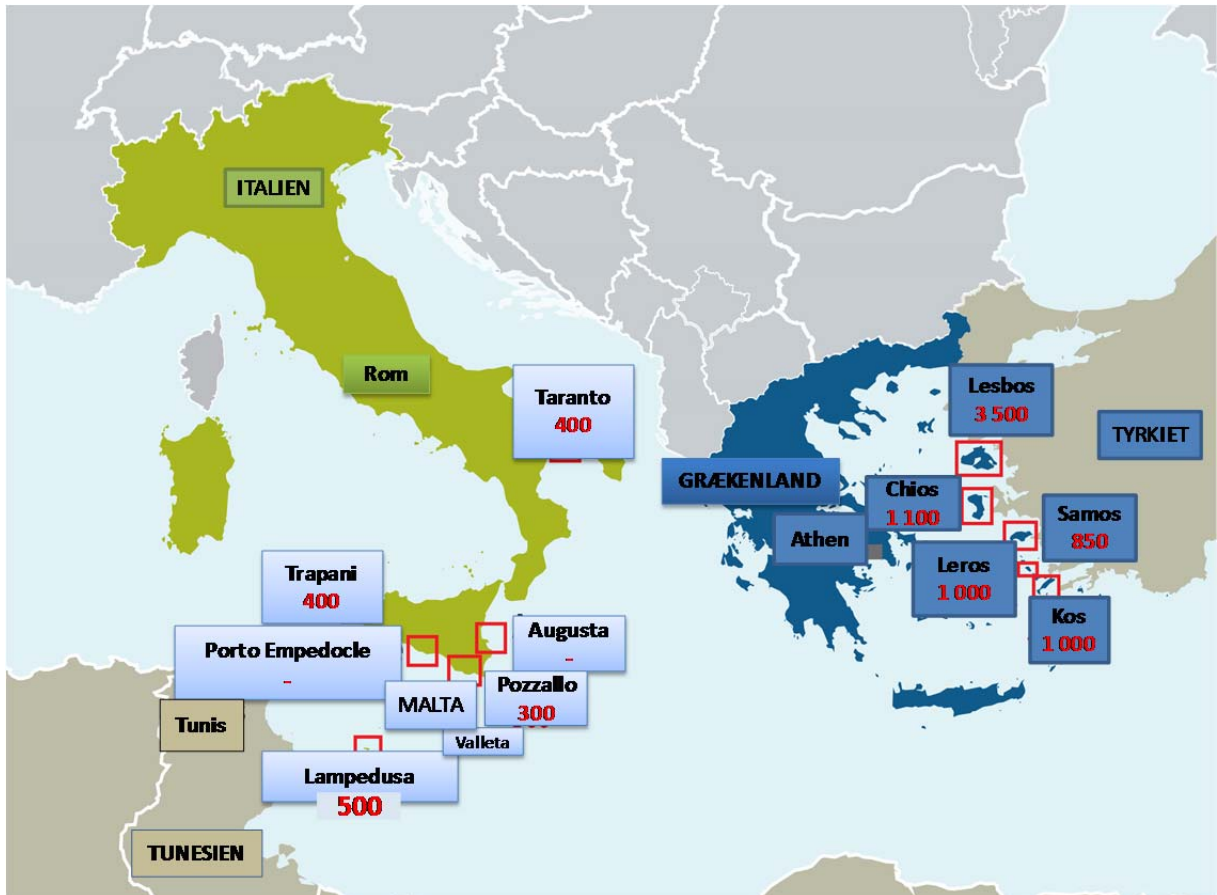 ITALIEN
Rom
Taranto
400
Lesbos
3 500
TYRKIET
GRÆKENLAND
Chios
1 100
Samos
850
Athen
Leros
1 000
Kos
1 000
Trapani
400
Porto Empedocle
-
Augusta
-
Pozzallo
300
MALTA
Valleta
Tunis
Lampedusa
500
TUNESIEN